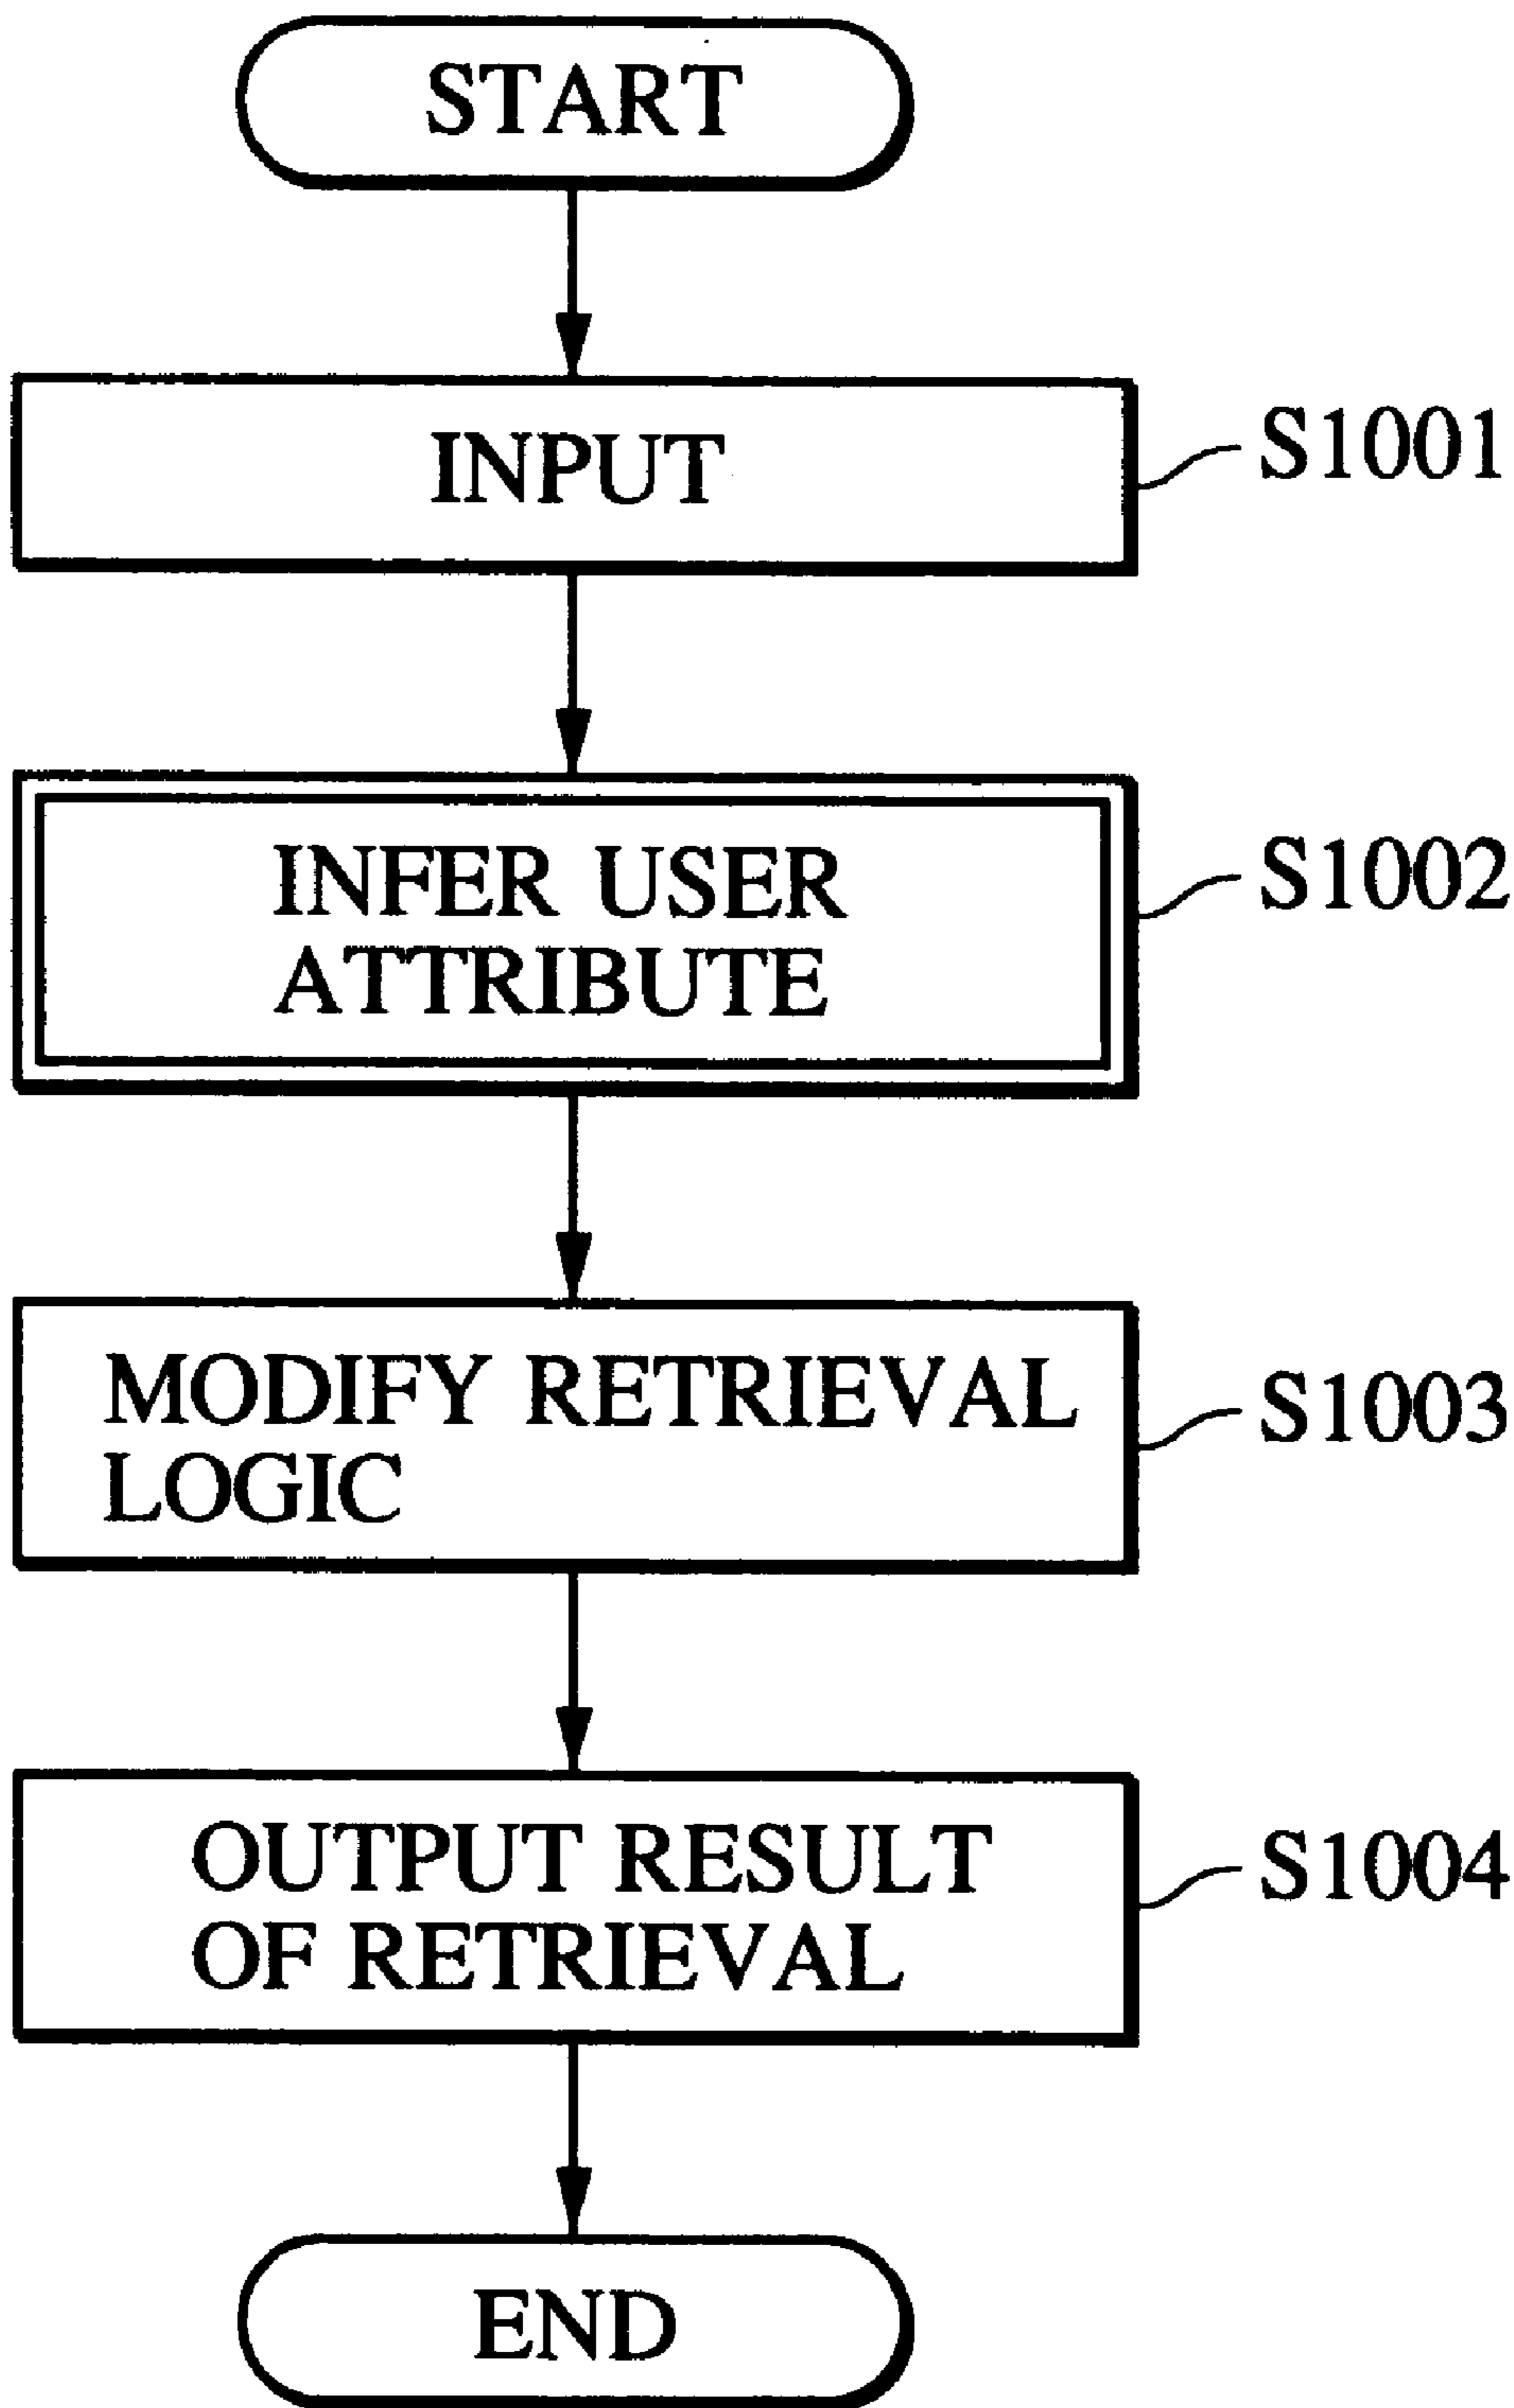 START
INPUT
S1001
INFER USER
ATTRIBUTE
S1002
MODIFY RETRIEVAL
LOGIC
S1003
OUTPUT RESULT
OF RETRIEVAL
S1004
END